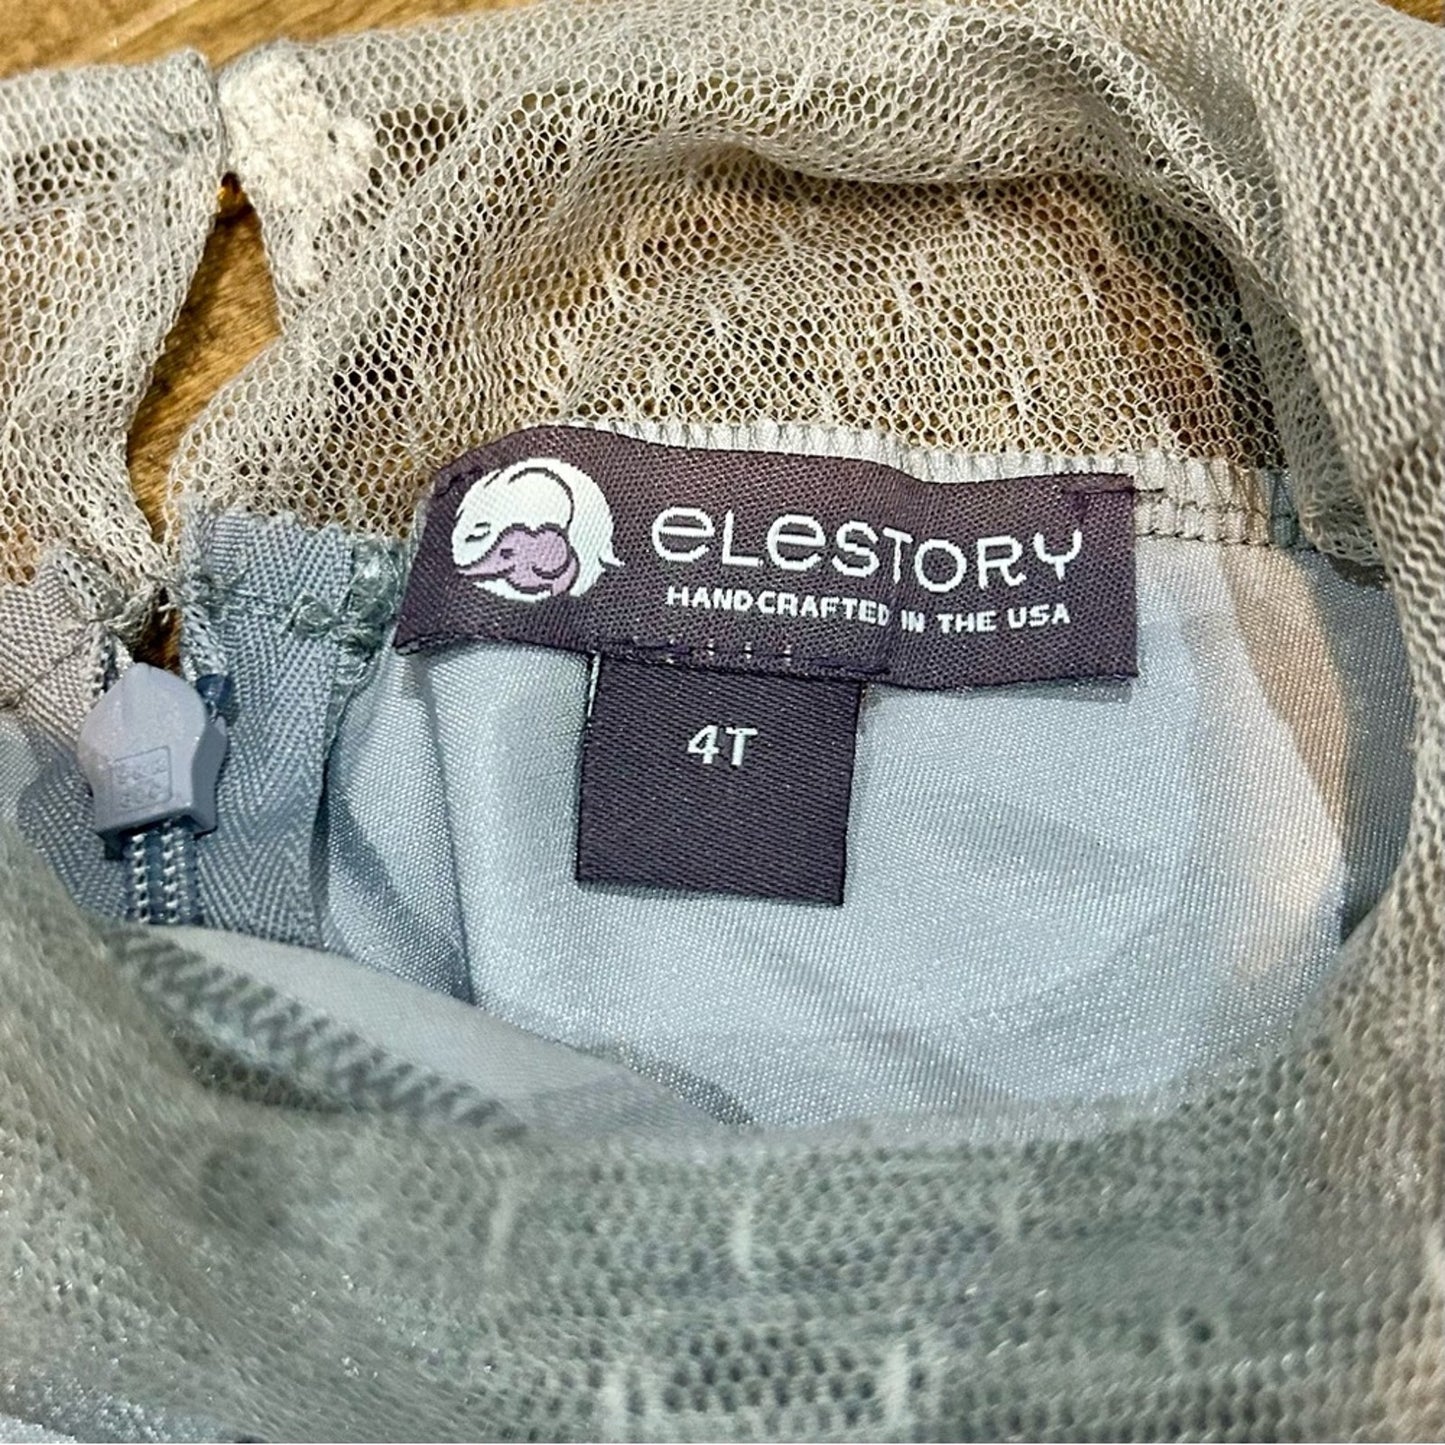 eLeSTORY
HANDCRAFTED IN THE USA
4T